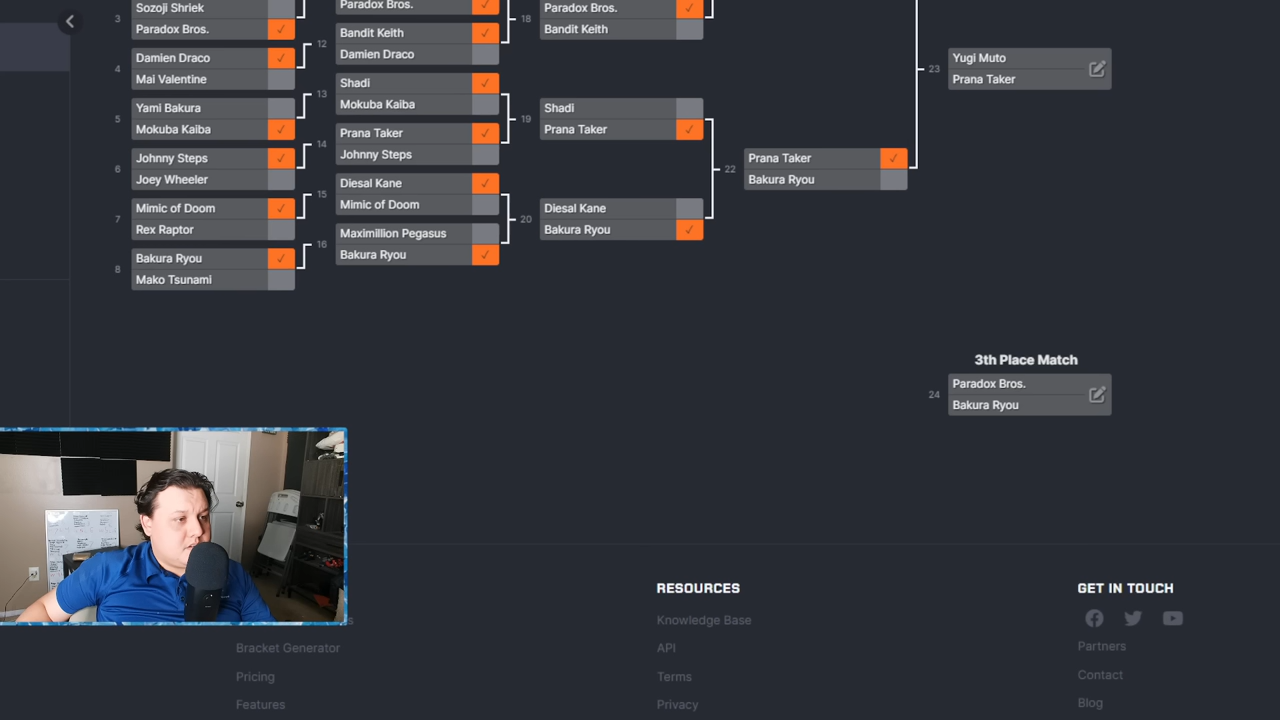 3
Sozoji Shriek
Paradox Bros.
4
Damien Draco
Mai Valentine
5
Yami Bakura
Mokuba Kaiba
6
Johnny Steps
Joey Wheeler
7
Mimic of Doom
Rex Raptor
8
Bakura Ryou
Mako Tsunami
Paradox Bros.
12
Bandit Keith
Damien Draco
13
Shadi
Mokuba Kaiba
14
Prana Taker
Johnny Steps
15
Diesal Kane
Mimic of Doom
16
Maximillion Pegasus
Bakura Ryou
18
Paradox Bros.
Bandit Keith
19
Shadi
Prana Taker
20
Diesal Kane
Bakura Ryou
22
Prana Taker
Bakura Ryou
23
Yugi Muto
Prana Taker
3th Place Match
24
Paradox Bros.
Bakura Ryou
Bracket Generator
Pricing
Features
RESOURCES
Knowledge Base
API
Terms
Privacy
GET IN TOUCH
Partners
Contact
Blog